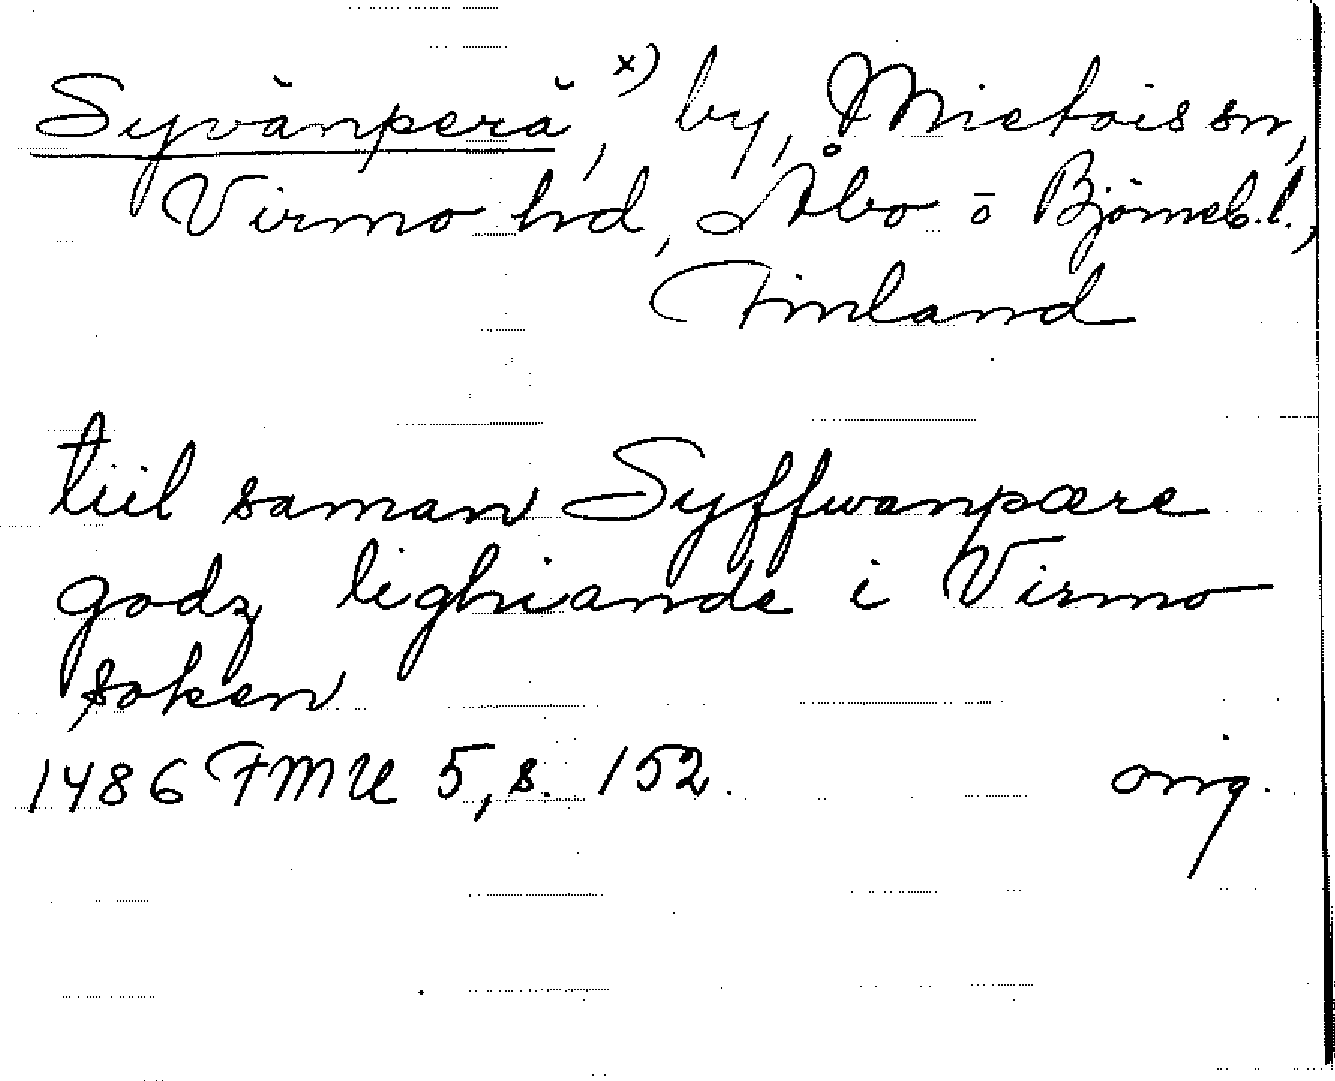 Syvänperä, x) by, Mietois sn,
Virmo hd, Åbo o Björneb. l.,
Finland
tiil saman Syffwanpære
godz lighiande i Virmo
soken
1486 FMU 5, s. 152. orig.